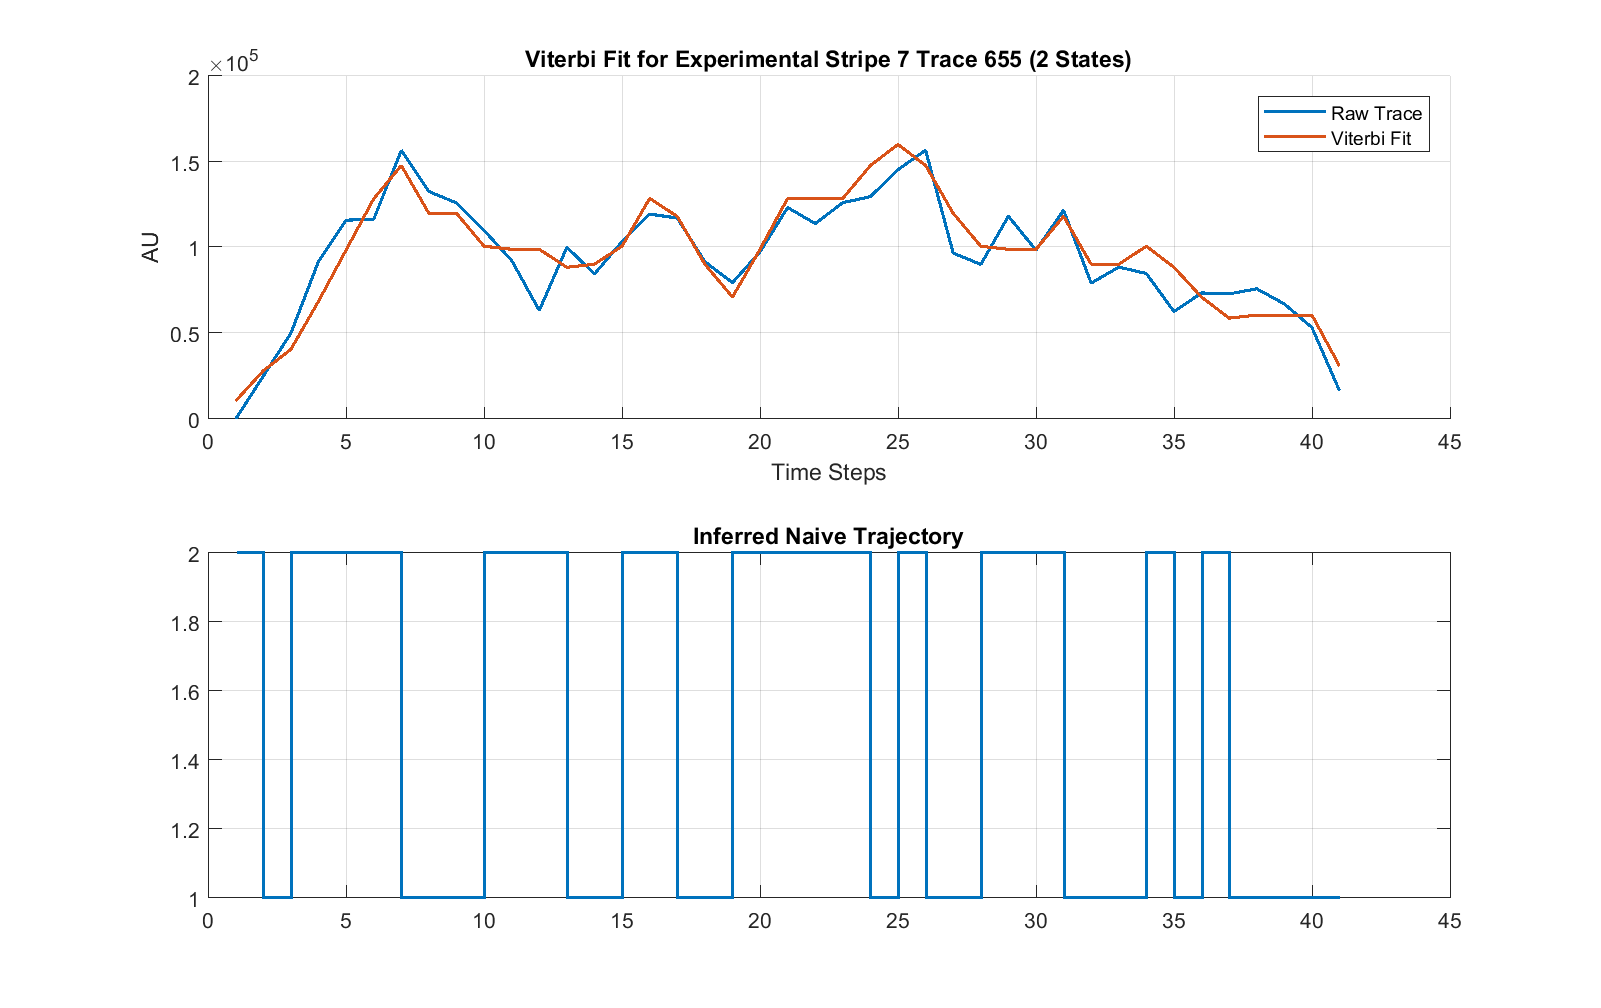 Viterbi Fit for Experimental Stripe 7 Trace 655 (2 States)
×10^5
2
1.5
1
0.5
0
AU
Raw Trace
Viterbi Fit
0 5 10 15 20 25 30 35 40 45
Time Steps
Inferred Naive Trajectory
2
1.8
1.6
1.4
1.2
1
0 5 10 15 20 25 30 35 40 45